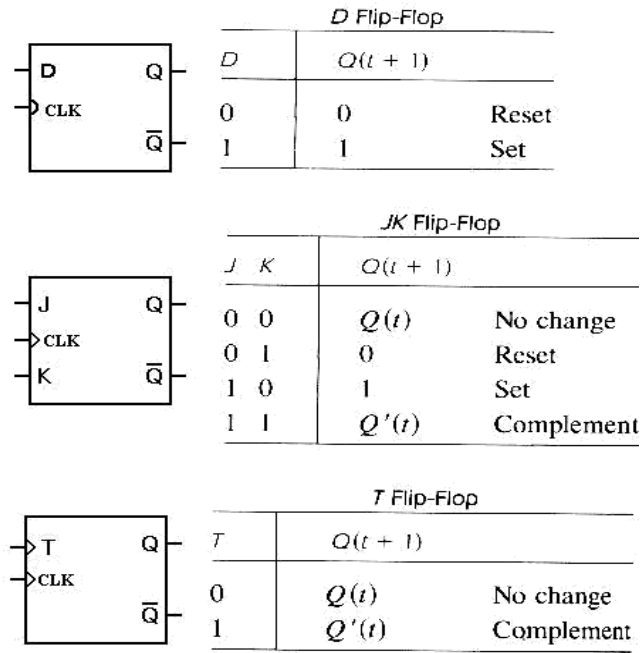 D Flip-Flop
D Q
CLK
Q̅
D Q(t + 1)
0 0 Reset
1 1 Set
JK Flip-Flop
J Q
CLK
K Q̅
J K Q(t + 1)
0 0 Q(t) No change
0 1 0 Reset
1 0 1 Set
1 1 Q'(t) Complement
T Flip-Flop
T Q
CLK
Q̅
T Q(t + 1)
0 Q(t) No change
1 Q'(t) Complement